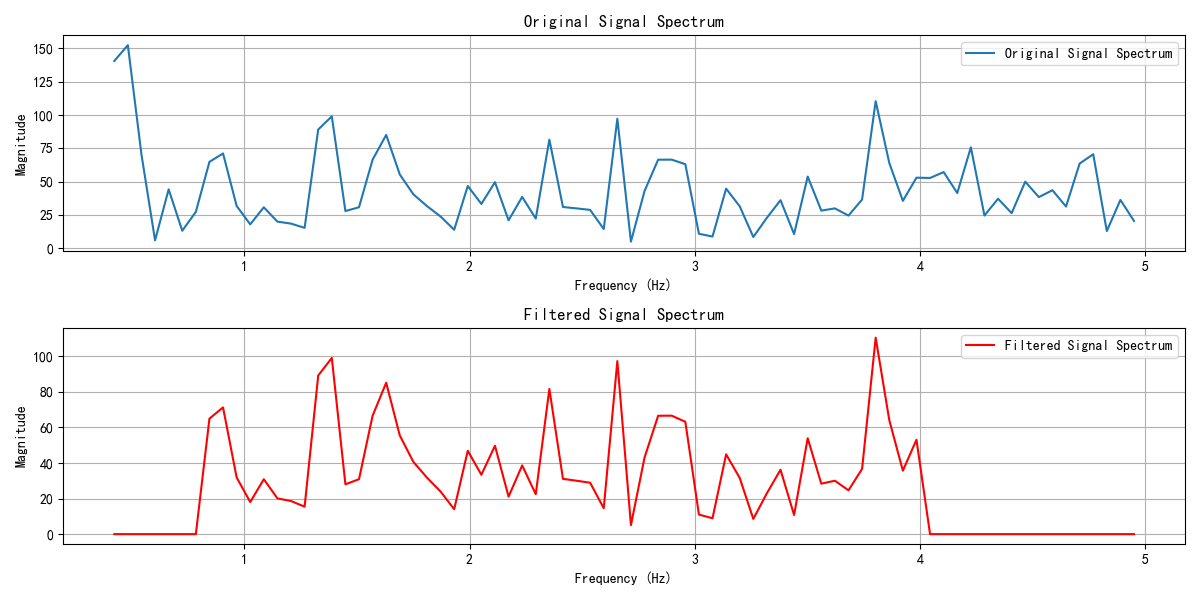 Original Signal Spectrum
Original Signal Spectrum
Magnitude
150
125
100
75
50
25
0
1
2
3
4
5
Frequency (Hz)
Filtered Signal Spectrum
Filtered Signal Spectrum
Magnitude
100
80
60
40
20
0
1
2
3
4
5
Frequency (Hz)